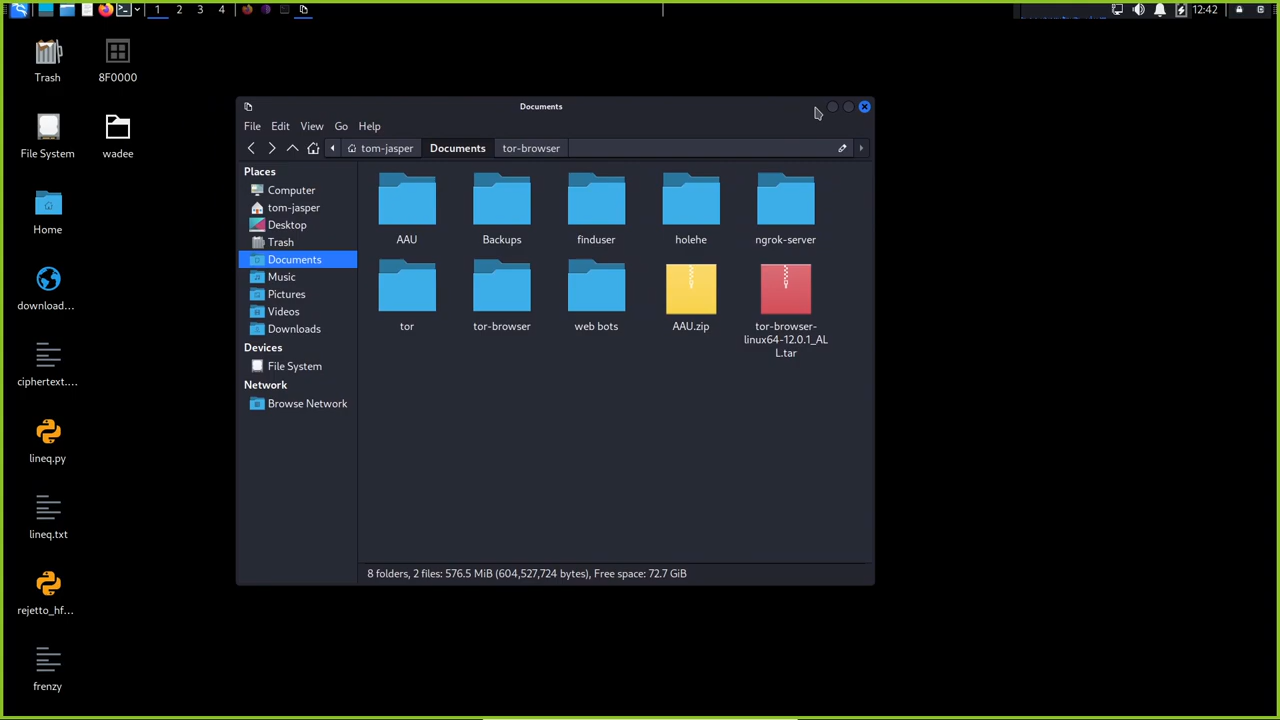 1 2 3 4
12:42
Trash
8F0000
File System
wadee
Home
download...
ciphertext....
lineq.py
lineq.txt
rejetto_hf...
frenzy
Documents
File Edit View Go Help
tom-jasper Documents tor-browser
Places
Computer
tom-jasper
Desktop
Trash
Documents
Music
Pictures
Videos
Downloads
Devices
File System
Network
Browse Network
AAU Backups finduser holehe ngrok-server
tor tor-browser web bots AAU.zip tor-browser-
linux64-12.0.1_AL
L.tar
8 folders, 2 files: 576.5 MiB (604,527,724 bytes), Free space: 72.7 GiB